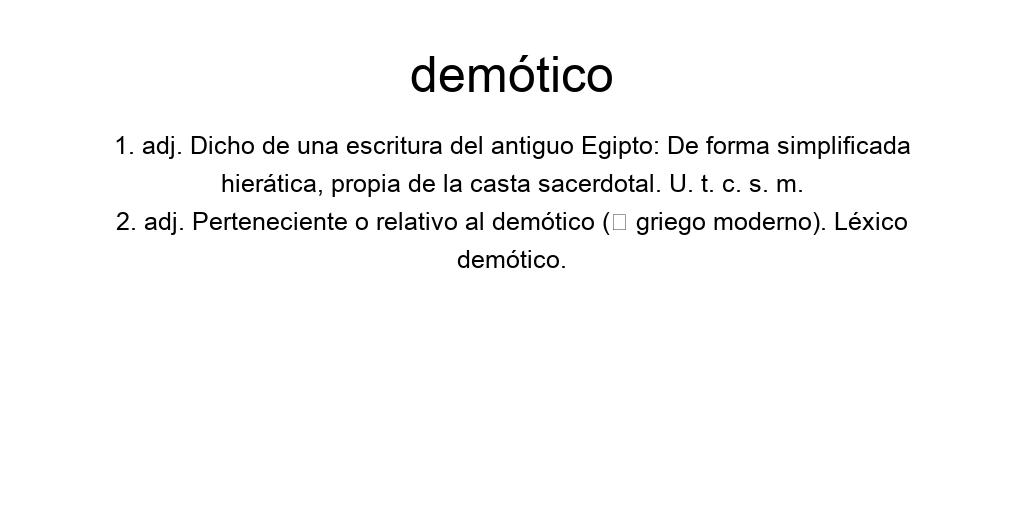 demótico
1. adj. Dicho de una escritura del antiguo Egipto: De forma simplificada
hierática, propia de la casta sacerdotal. U. t. c. s. m.
2. adj. Perteneciente o relativo al demótico (□ griego moderno). Léxico
demótico.